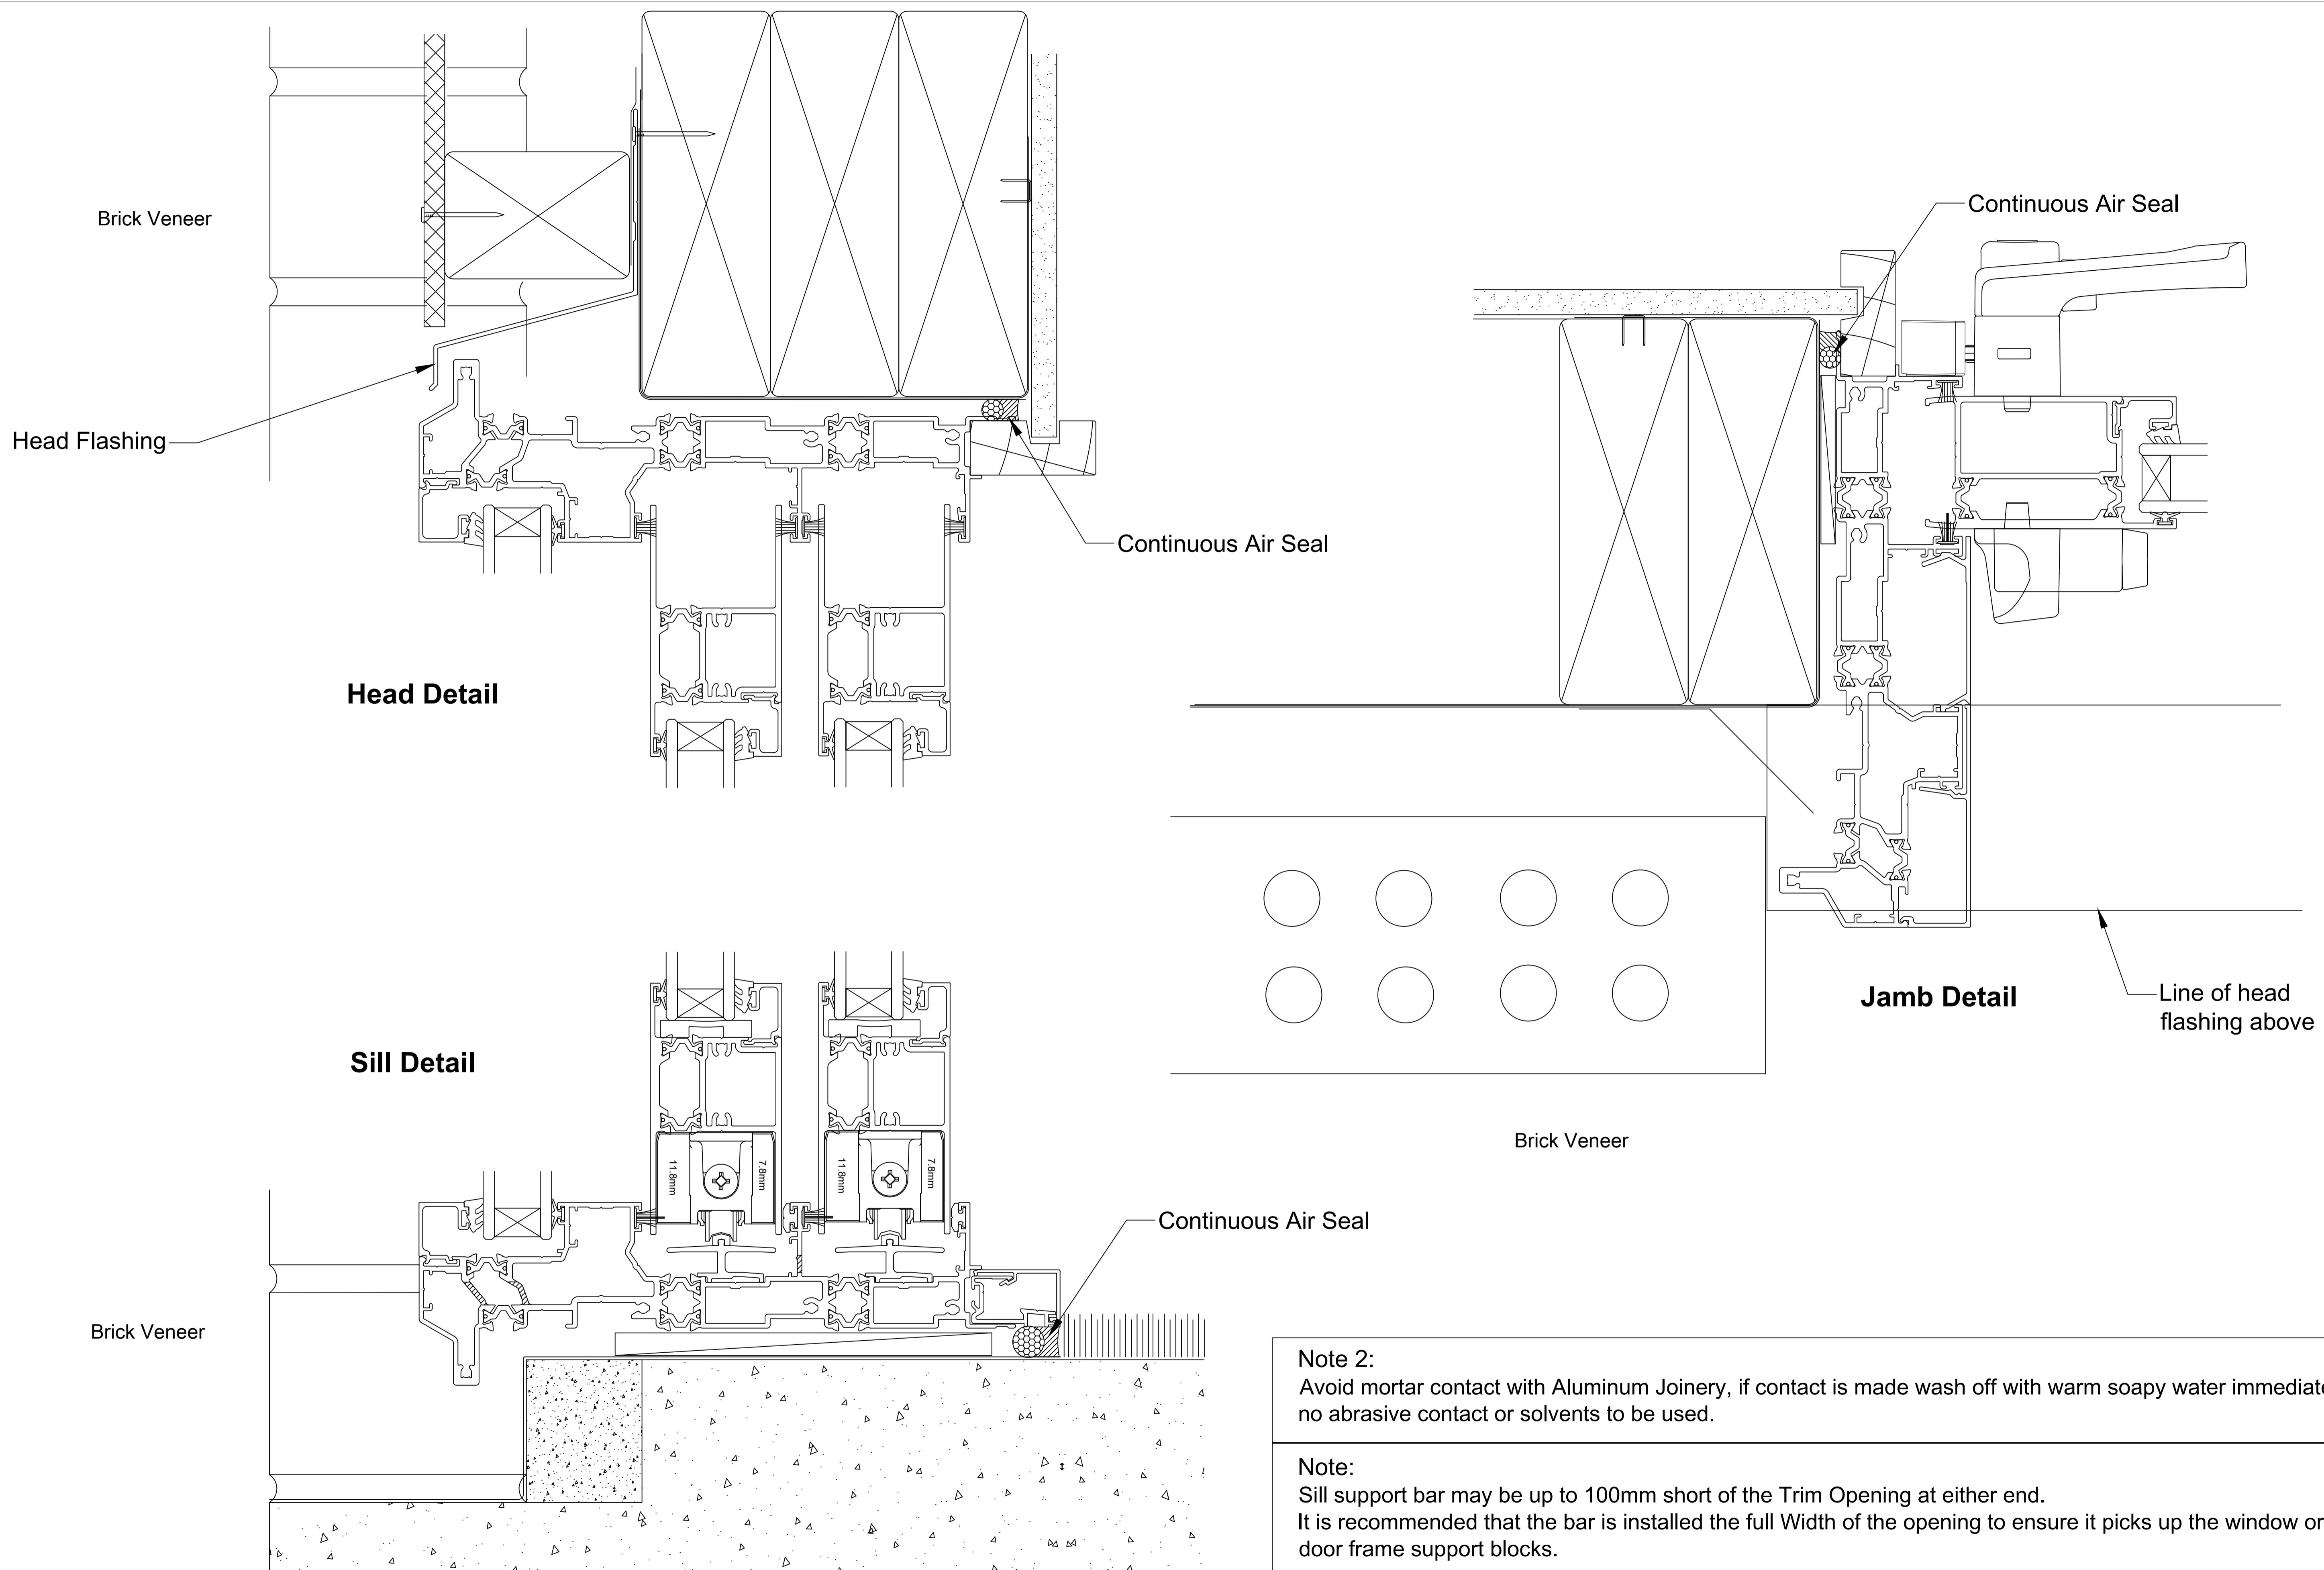 Brick Veneer
Continuous Air Seal
Head Flashing
Continuous Air Seal
Head Detail
Jamb Detail
Line of head
flashing above
Sill Detail
Brick Veneer
11.8mm
7.8mm
11.8mm
7.8mm
Continuous Air Seal
Brick Veneer
Note 2:
Avoid mortar contact with Aluminum Joinery, if contact is made wash off with warm soapy water immediate
no abrasive contact or solvents to be used.
Note:
Sill support bar may be up to 100mm short of the Trim Opening at either end.
It is recommended that the bar is installed the full Width of the opening to ensure it picks up the window or
door frame support blocks.